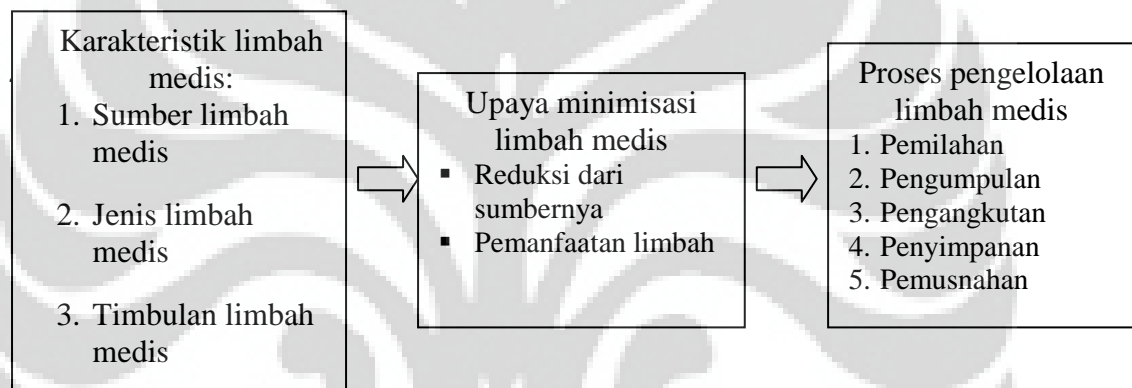 Karakteristik limbah
medis:
1. Sumber limbah
medis
2. Jenis limbah
medis
3. Timbulan limbah
medis
Upaya minimisasi
limbah medis
▪ Reduksi dari
sumbernya
▪ Pemanfaatan limbah
Proses pengelolaan
limbah medis
1. Pemilahan
2. Pengumpulan
3. Pengangkutan
4. Penyimpanan
5. Pemusnahan